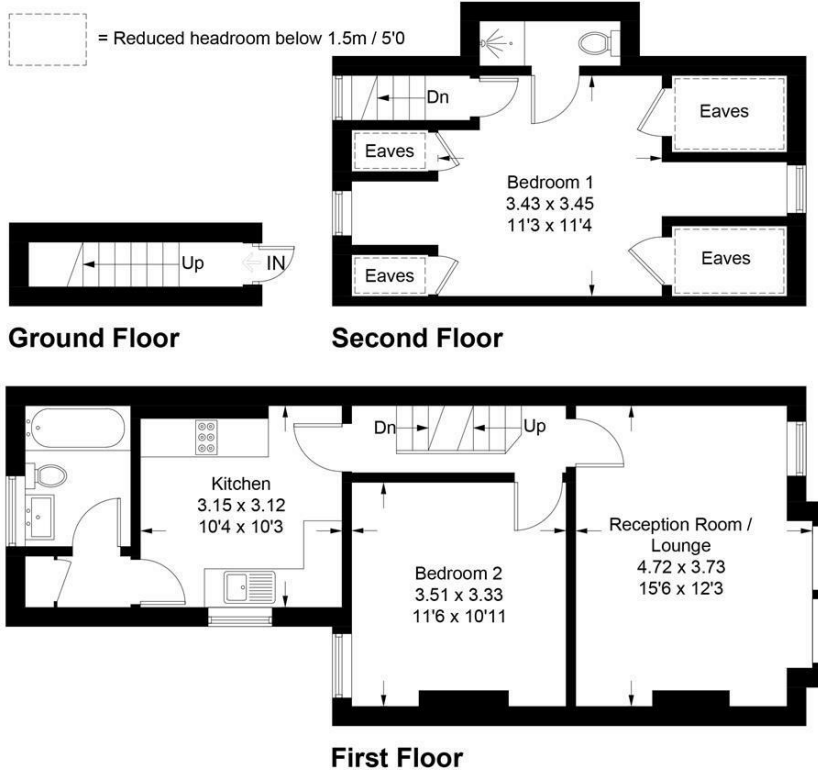 = Reduced headroom below 1.5m / 5'0
Dn
Eaves
Eaves
Bedroom 1
3.43 x 3.45
11'3 x 11'4
Eaves
Eaves
Up
IN
Ground Floor
Second Floor
Dn
Up
Kitchen
3.15 x 3.12
10'4 x 10'3
Bedroom 2
3.51 x 3.33
11'6 x 10'11
Reception Room /
Lounge
4.72 x 3.73
15'6 x 12'3
First Floor